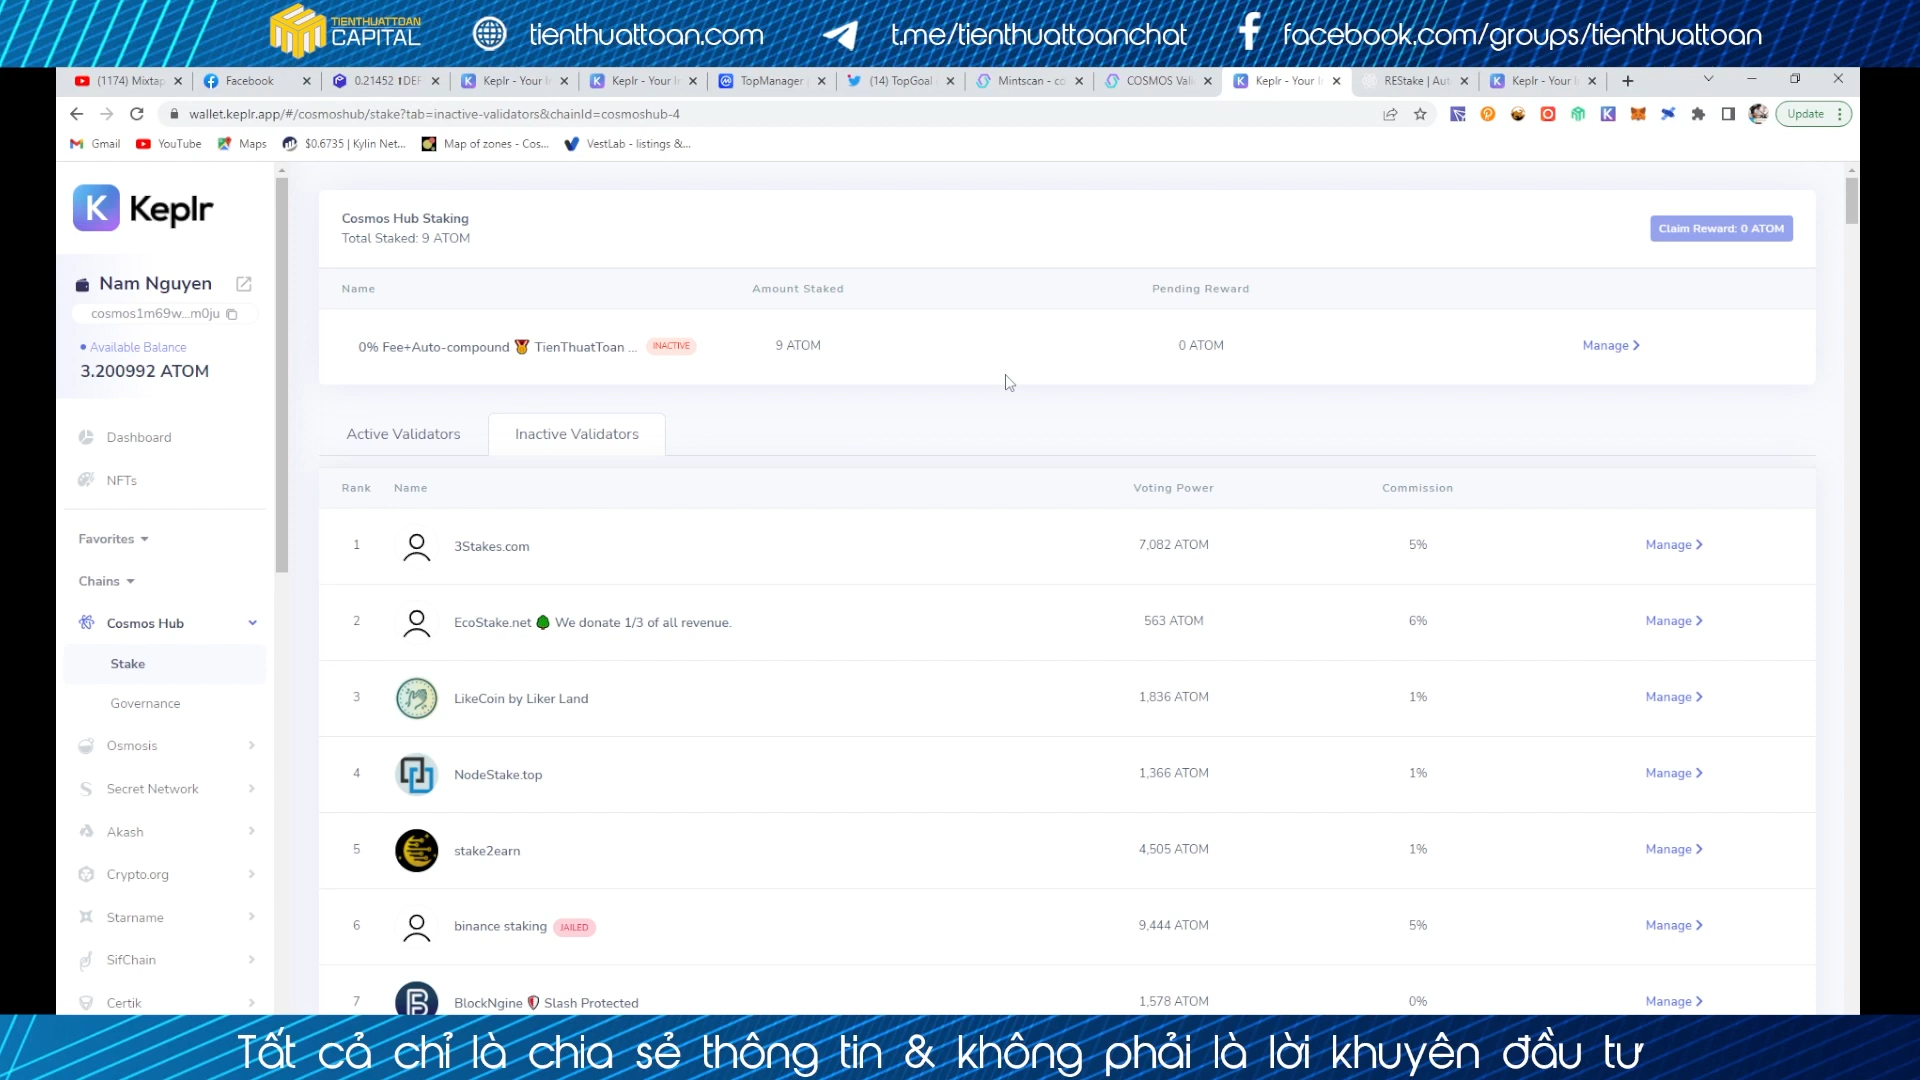 TIENTHUATTOAN
CAPITAL
tienthuattoan.com
t.me/tienthuattoanchat
facebook.com/groups/tienthuattoan
(1174) Mixtap
Facebook
0.21452 ⬆DEF
Keplr - Your I
Keplr - Your I
TopManager
(14) TopGoal
Mintscan - co
COSMOS Vali
Keplr - Your I
REStake | Aut
Keplr - Your I
wallet.keplr.app/#/cosmoshub/stake?tab=inactive-validators&chainId=cosmoshub-4
Update
Gmail
YouTube
Maps
$0.6735 | Kylin Net...
Map of zones - Cos...
VestLab - listings &...
Keplr
Nam Nguyen
cosmos1m69w...m0ju
Available Balance
3.200992 ATOM
Dashboard
NFTs
Favorites
Chains
Cosmos Hub
Stake
Governance
Osmosis
Secret Network
Akash
Crypto.org
Starname
SifChain
Certik
Cosmos Hub Staking
Total Staked: 9 ATOM
Claim Reward: 0 ATOM
Name Amount Staked Pending Reward
0% Fee+Auto-compound 🏅 TienThuatToan ... INACTIVE 9 ATOM 0 ATOM Manage
Active Validators Inactive Validators
Rank Name Voting Power Commission
1 3Stakes.com 7,082 ATOM 5% Manage
2 EcoStake.net 🌳 We donate 1/3 of all revenue. 563 ATOM 6% Manage
3 LikeCoin by Liker Land 1,836 ATOM 1% Manage
4 NodeStake.top 1,366 ATOM 1% Manage
5 stake2earn 4,505 ATOM 1% Manage
6 binance staking JAILED 9,444 ATOM 5% Manage
7 BlockNgine 🛡 Slash Protected 1,578 ATOM 0% Manage
Tất cả chỉ là chia sẻ thông tin & không phải là lời khuyên đầu tư